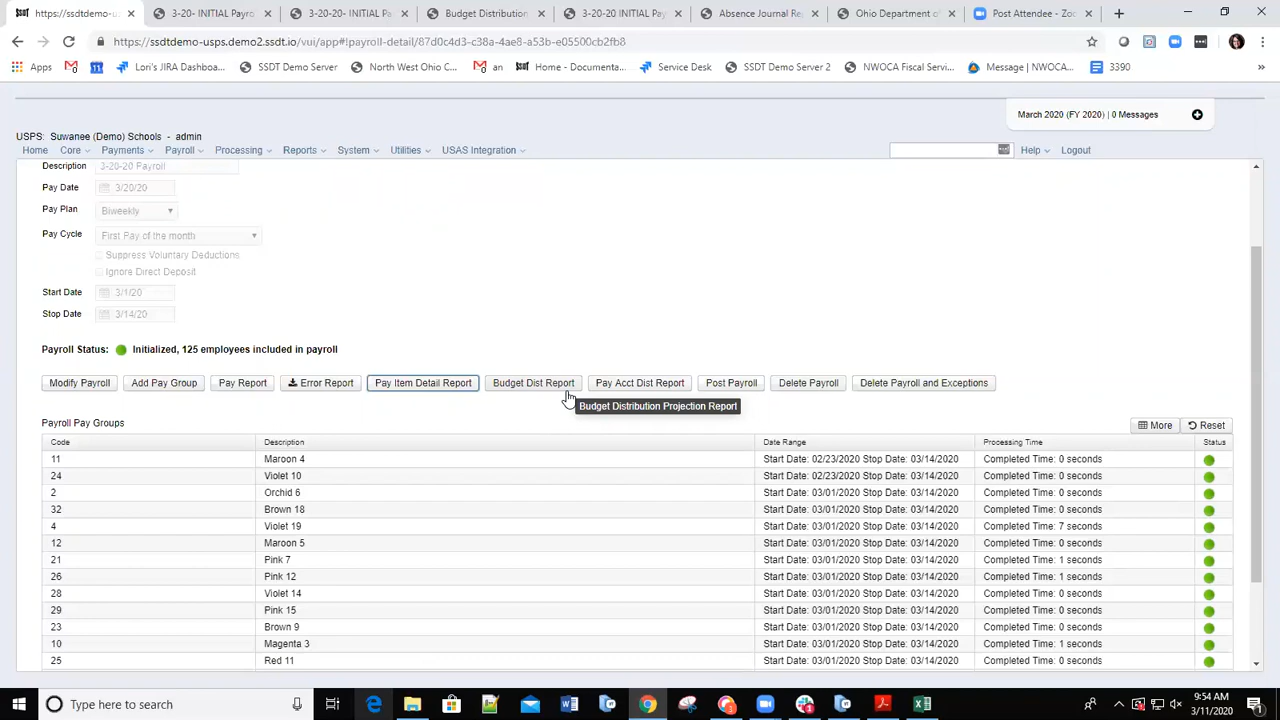 https://ssdtdemo-usps.
3-20- INITIAL Payro
3-20-20- INITIAL Pa
Budget Distribution
3-20-20 INITIAL Pay
Absence Journal Re
Ohio Department of
Post Attendee - Zoo
https://ssdtdemo-usps.demo2.ssdt.io/vui/app#!payroll-detail/87d0c4d3-c38a-4ae8-a53b-e05500cb2fb8
Apps
Lori's JIRA Dashboa...
SSDT Demo Server
North West Ohio C...
an
Home - Documenta...
Service Desk
SSDT Demo Server 2
NWOCA Fiscal Servi...
Message | NWOCA...
3390
March 2020 (FY 2020) | 0 Messages
USPS: Suwanee (Demo) Schools - admin
Home Core Payments Payroll Processing Reports System Utilities USAS Integration Help Logout
Description 3-20-20 Payroll
Pay Date 3/20/20
Pay Plan Biweekly
Pay Cycle First Pay of the month
Suppress Voluntary Deductions
Ignore Direct Deposit
Start Date 3/1/20
Stop Date 3/14/20
Payroll Status: Initialized, 125 employees included in payroll
Modify Payroll Add Pay Group Pay Report Error Report Pay Item Detail Report Budget Dist Report Pay Acct Dist Report Post Payroll Delete Payroll Delete Payroll and Exceptions
Budget Distribution Projection Report
Payroll Pay Groups More Reset
Code Description Date Range Processing Time Status
11 Maroon 4 Start Date: 02/23/2020 Stop Date: 03/14/2020 Completed Time: 0 seconds
24 Violet 10 Start Date: 02/23/2020 Stop Date: 03/14/2020 Completed Time: 0 seconds
2 Orchid 6 Start Date: 03/01/2020 Stop Date: 03/14/2020 Completed Time: 0 seconds
32 Brown 18 Start Date: 03/01/2020 Stop Date: 03/14/2020 Completed Time: 0 seconds
4 Violet 19 Start Date: 03/01/2020 Stop Date: 03/14/2020 Completed Time: 7 seconds
12 Maroon 5 Start Date: 03/01/2020 Stop Date: 03/14/2020 Completed Time: 0 seconds
21 Pink 7 Start Date: 03/01/2020 Stop Date: 03/14/2020 Completed Time: 1 seconds
26 Pink 12 Start Date: 03/01/2020 Stop Date: 03/14/2020 Completed Time: 1 seconds
28 Violet 14 Start Date: 03/01/2020 Stop Date: 03/14/2020 Completed Time: 0 seconds
29 Pink 15 Start Date: 03/01/2020 Stop Date: 03/14/2020 Completed Time: 0 seconds
23 Brown 9 Start Date: 03/01/2020 Stop Date: 03/14/2020 Completed Time: 0 seconds
10 Magenta 3 Start Date: 03/01/2020 Stop Date: 03/14/2020 Completed Time: 1 seconds
25 Red 11 Start Date: 03/01/2020 Stop Date: 03/14/2020 Completed Time: 0 seconds
Type here to search
9:54 AM
3/11/2020